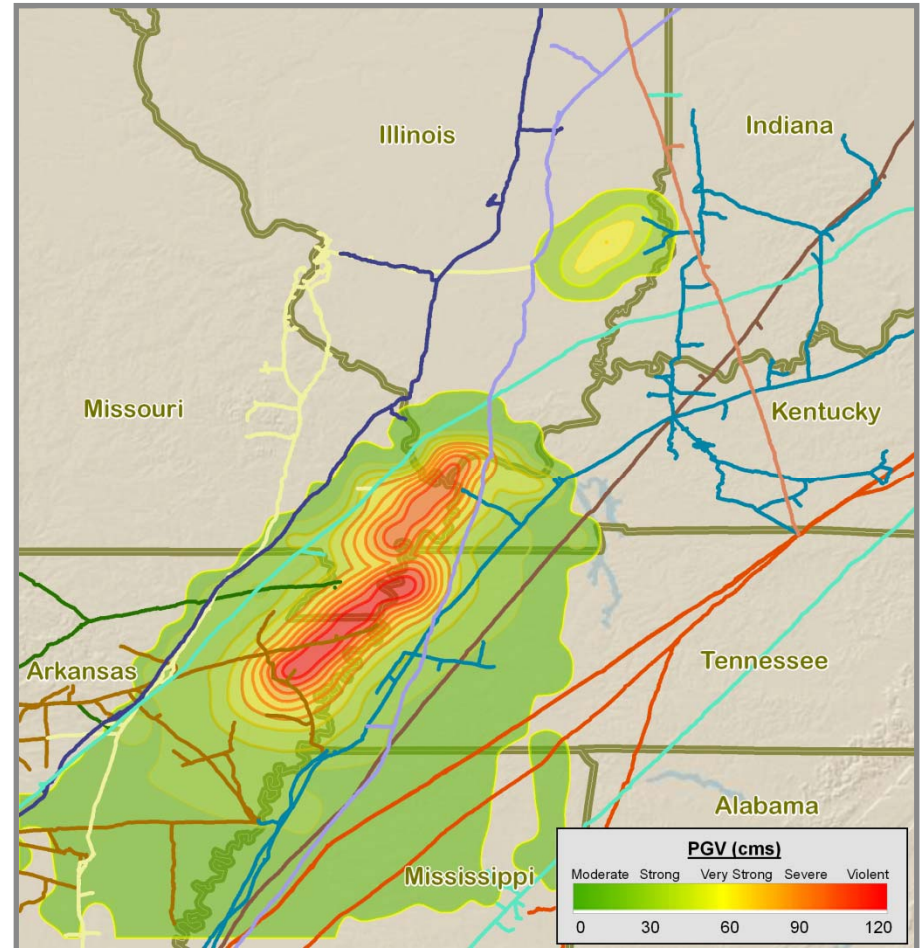 Illinois
Indiana
Missouri
Kentucky
Arkansas
Tennessee
Alabama
Mississippi
PGV (cms)
Moderate Strong Very Strong Severe Violent
0 30 60 90 120